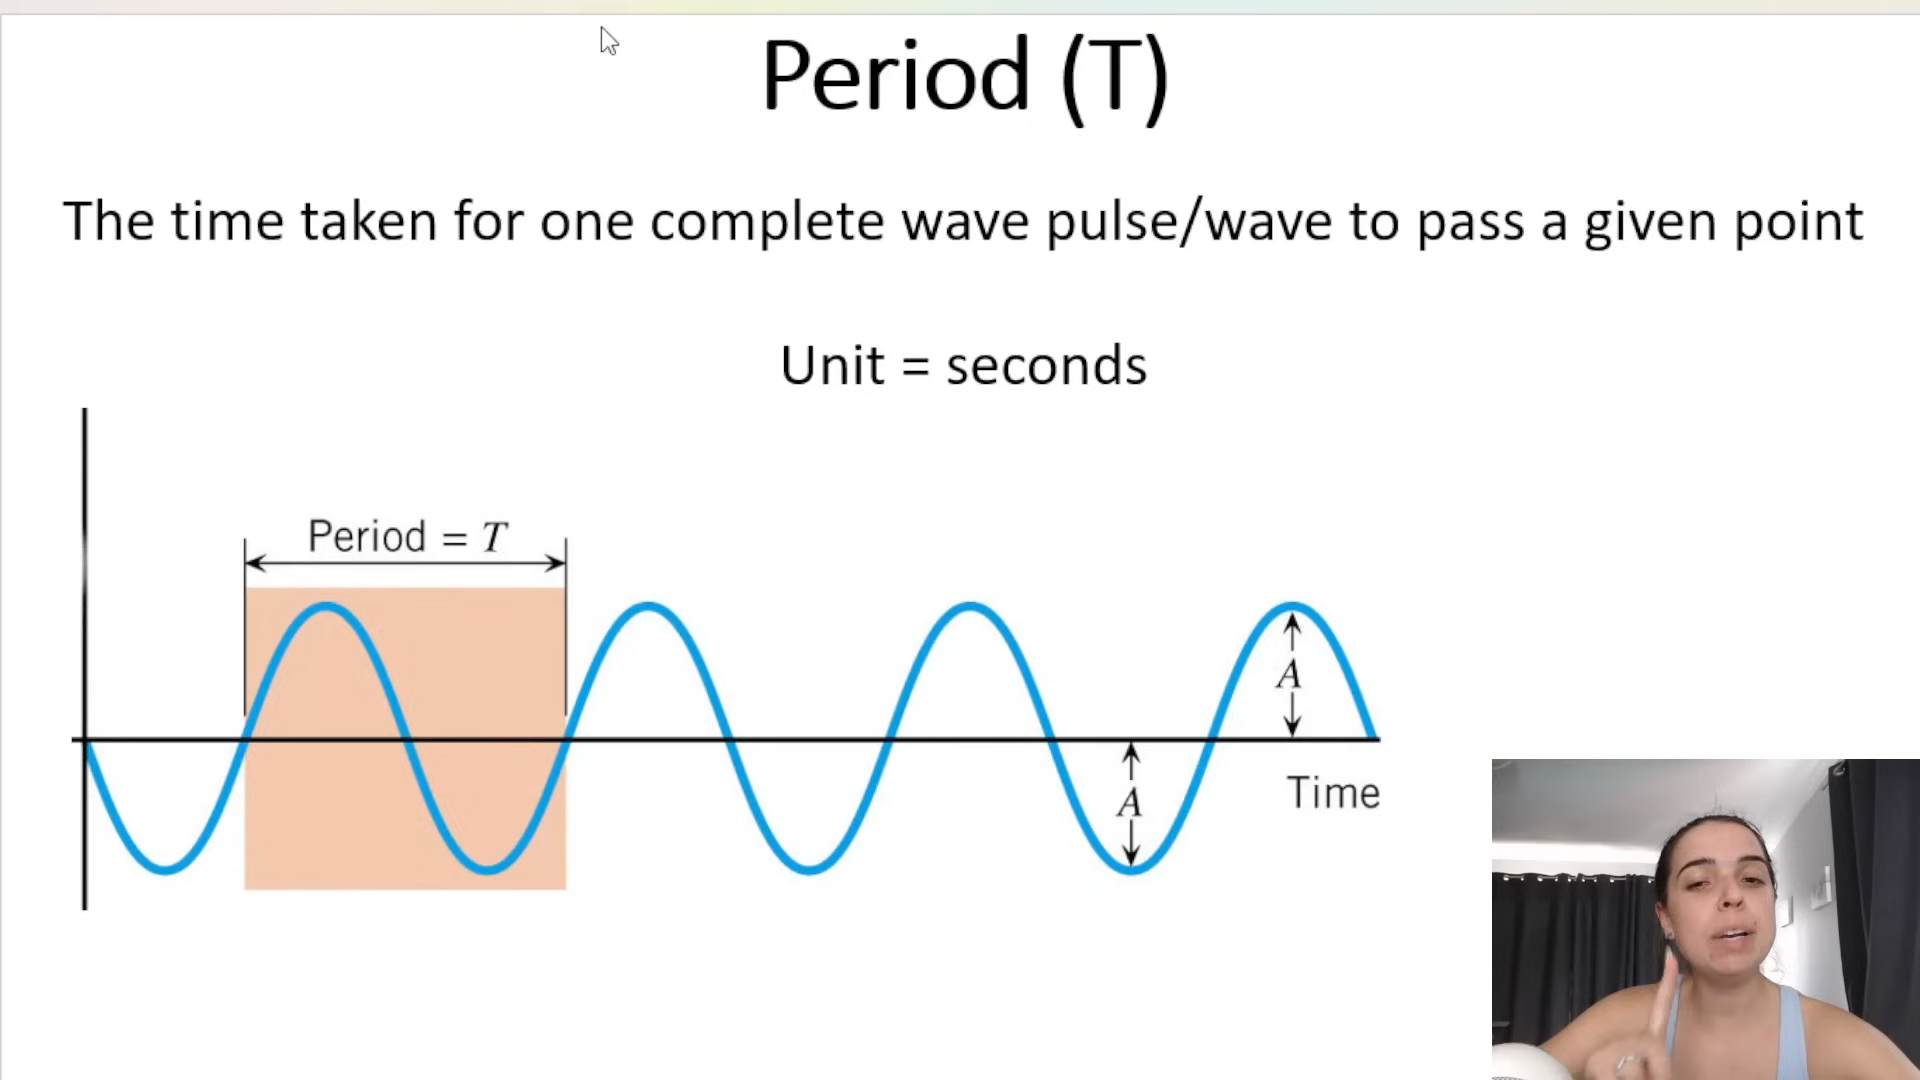 Period (T)
The time taken for one complete wave pulse/wave to pass a given point
Unit = seconds
Period = T
A
A
Time